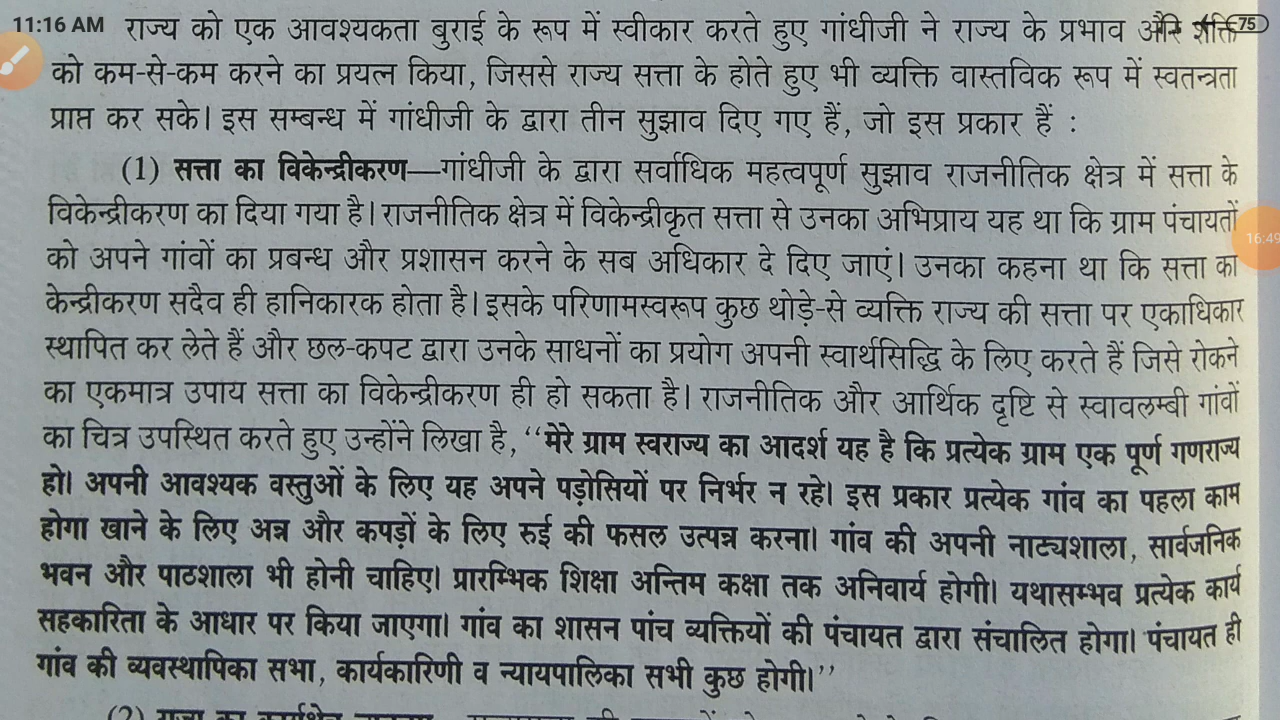 11:16 AM
75
राज्य को एक आवश्यकता बुराई के रूप में स्वीकार करते हुए गांधीजी ने राज्य के प्रभाव और शक्ति
को कम-से-कम करने का प्रयत्न किया, जिससे राज्य सत्ता के होते हुए भी व्यक्ति वास्तविक रूप में स्वतन्त्रता
प्राप्त कर सके। इस सम्बन्ध में गांधीजी के द्वारा तीन सुझाव दिए गए हैं, जो इस प्रकार हैं :
(1) सत्ता का विकेन्द्रीकरण—गांधीजी के द्वारा सर्वाधिक महत्वपूर्ण सुझाव राजनीतिक क्षेत्र में सत्ता के
विकेन्द्रीकरण का दिया गया है। राजनीतिक क्षेत्र में विकेन्द्रीकृत सत्ता से उनका अभिप्राय यह था कि ग्राम पंचायतों
16:49
को अपने गांवों का प्रबन्ध और प्रशासन करने के सब अधिकार दे दिए जाएं। उनका कहना था कि सत्ता का
केन्द्रीकरण सदैव ही हानिकारक होता है। इसके परिणामस्वरूप कुछ थोड़े-से व्यक्ति राज्य की सत्ता पर एकाधिकार
स्थापित कर लेते हैं और छल-कपट द्वारा उनके साधनों का प्रयोग अपनी स्वार्थसिद्धि के लिए करते हैं जिसे रोकने
का एकमात्र उपाय सत्ता का विकेन्द्रीकरण ही हो सकता है। राजनीतिक और आर्थिक दृष्टि से स्वावलम्बी गांवों
का चित्र उपस्थित करते हुए उन्होंने लिखा है, ‘‘मेरे ग्राम स्वराज्य का आदर्श यह है कि प्रत्येक ग्राम एक पूर्ण गणराज्य
हो। अपनी आवश्यक वस्तुओं के लिए यह अपने पड़ोसियों पर निर्भर न रहे। इस प्रकार प्रत्येक गांव का पहला काम
होगा खाने के लिए अन्न और कपड़ों के लिए रुई की फसल उत्पन्न करना। गांव की अपनी नाट्यशाला, सार्वजनिक
भवन और पाठशाला भी होनी चाहिए। प्रारम्भिक शिक्षा अन्तिम कक्षा तक अनिवार्य होगी। यथासम्भव प्रत्येक कार्य
सहकारिता के आधार पर किया जाएगा। गांव का शासन पांच व्यक्तियों की पंचायत द्वारा संचालित होगा। पंचायत ही
गांव की व्यवस्थापिका सभा, कार्यकारिणी व न्यायपालिका सभी कुछ होगी।’’
(2)